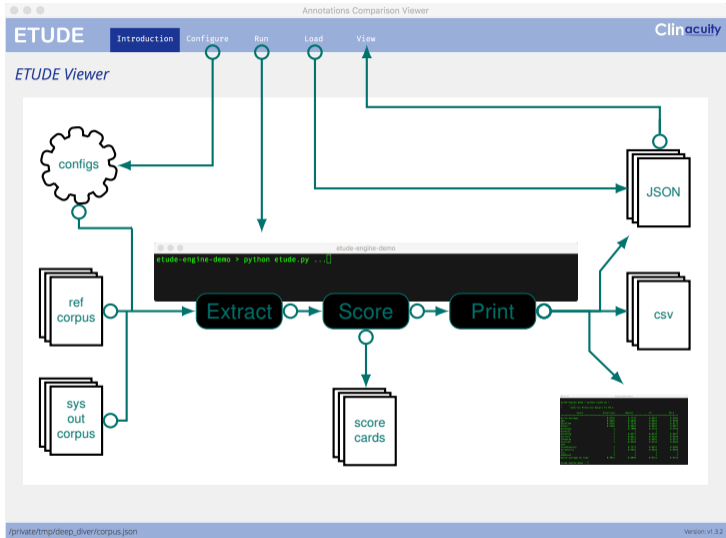 Annotations Comparison Viewer
ETUDE
Introduction
Configure
Run
Load
View
Clinacuity
ETUDE Viewer
configs
JSON
etude-engine-demo
etude-engine-demo > python etude.py ...
ref
corpus
Extract
Score
Print
csv
sys
out
corpus
score
cards
/private/tmp/deep_diver/corpus.json
Version: v1.3.2